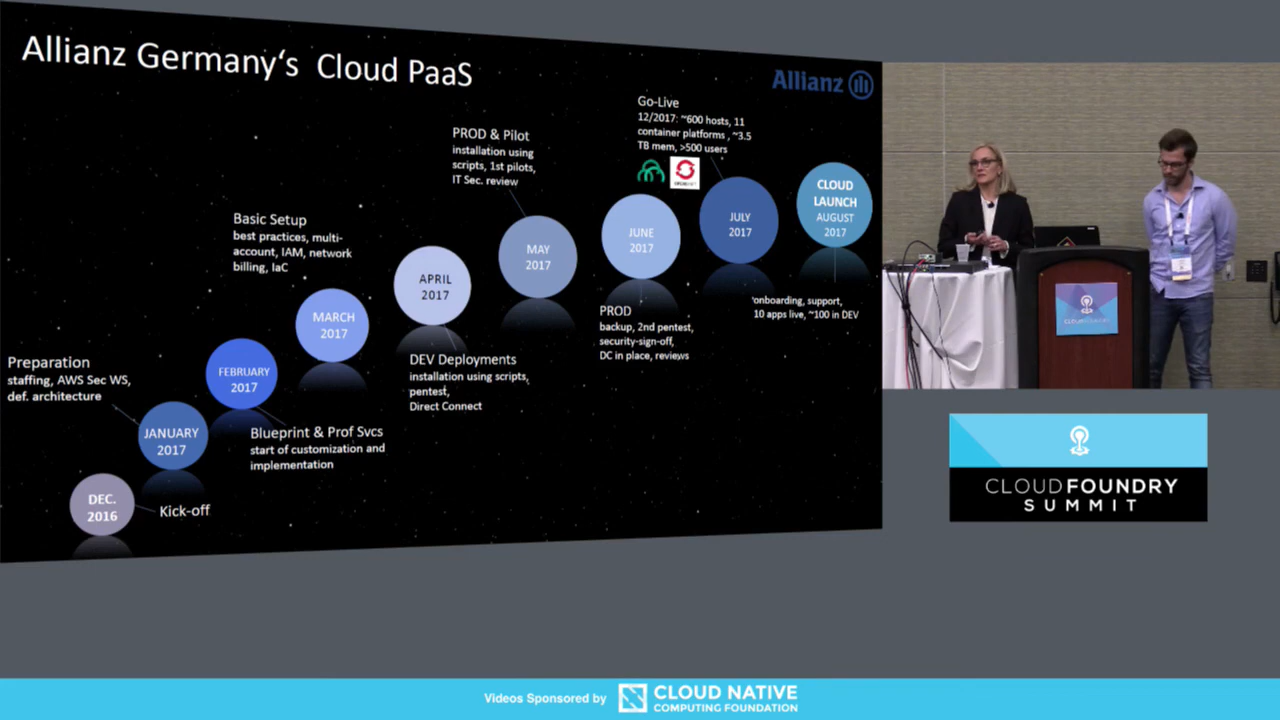 Allianz Germany's Cloud PaaS
Allianz
Go-Live
12/2017: ~600 hosts, 11
container platforms , ~3.5
TB mem, >500 users
PROD & Pilot
installation using
scripts, 1st pilots,
IT Sec. review
CLOUD
LAUNCH
AUGUST
2017
JULY
2017
JUNE
2017
MAY
2017
Basic Setup
best practices, multi-
account, IAM, network
billing, IaC
APRIL
2017
MARCH
2017
'onboarding, support,
10 apps live, ~100 in DEV
PROD
backup, 2nd pentest,
security-sign-off,
DC in place, reviews
DEV Deployments
installation using scripts,
pentest,
Direct Connect
Preparation
staffing, AWS Sec WS,
def. architecture
FEBRUARY
2017
Blueprint & Prof Svcs
start of customization and
implementation
JANUARY
2017
DEC.
2016
Kick-off
CLOUD FOUNDRY
SUMMIT
Videos Sponsored by
CLOUD NATIVE
COMPUTING FOUNDATION